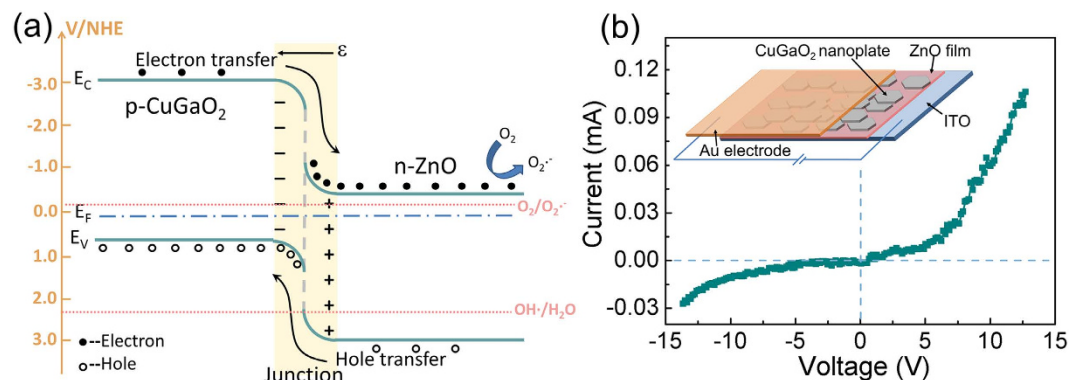 (a)
V/NHE
-3.0
-2.0
-1.0
0.0
1.0
2.0
3.0
E_C
E_F
E_V
Electron transfer
ε
p-CuGaO₂
n-ZnO
O₂
O₂·⁻
O₂/O₂·⁻
OH·/H₂O
●--Electron
○--Hole
Hole transfer
Junction
(b)
Current (mA)
0.12
0.09
0.06
0.03
0.00
-0.03
CuGaO₂ nanoplate
ZnO film
ITO
Au electrode
-15
-10
-5
0
5
10
15
Voltage (V)